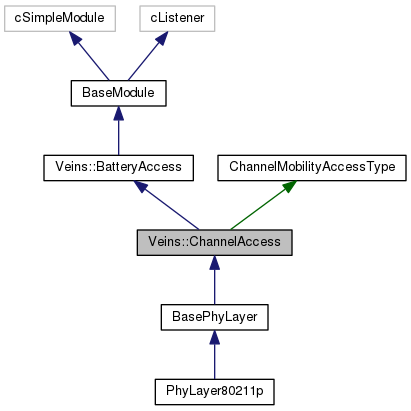 cSimpleModule
cListener
BaseModule
Veins::BatteryAccess
ChannelMobilityAccessType
Veins::ChannelAccess
BasePhyLayer
PhyLayer80211p